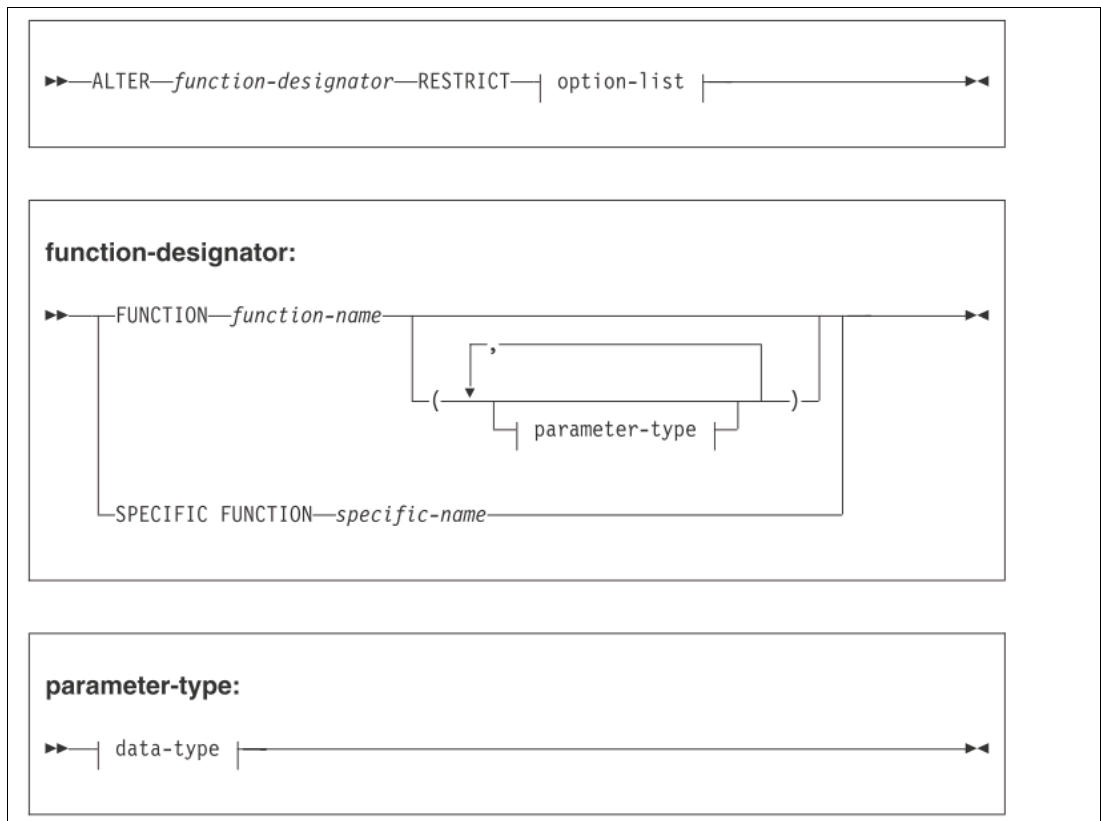 ALTER function-designator RESTRICT option-list
function-designator:
FUNCTION function-name
,
( )
parameter-type
SPECIFIC FUNCTION specific-name
parameter-type:
data-type